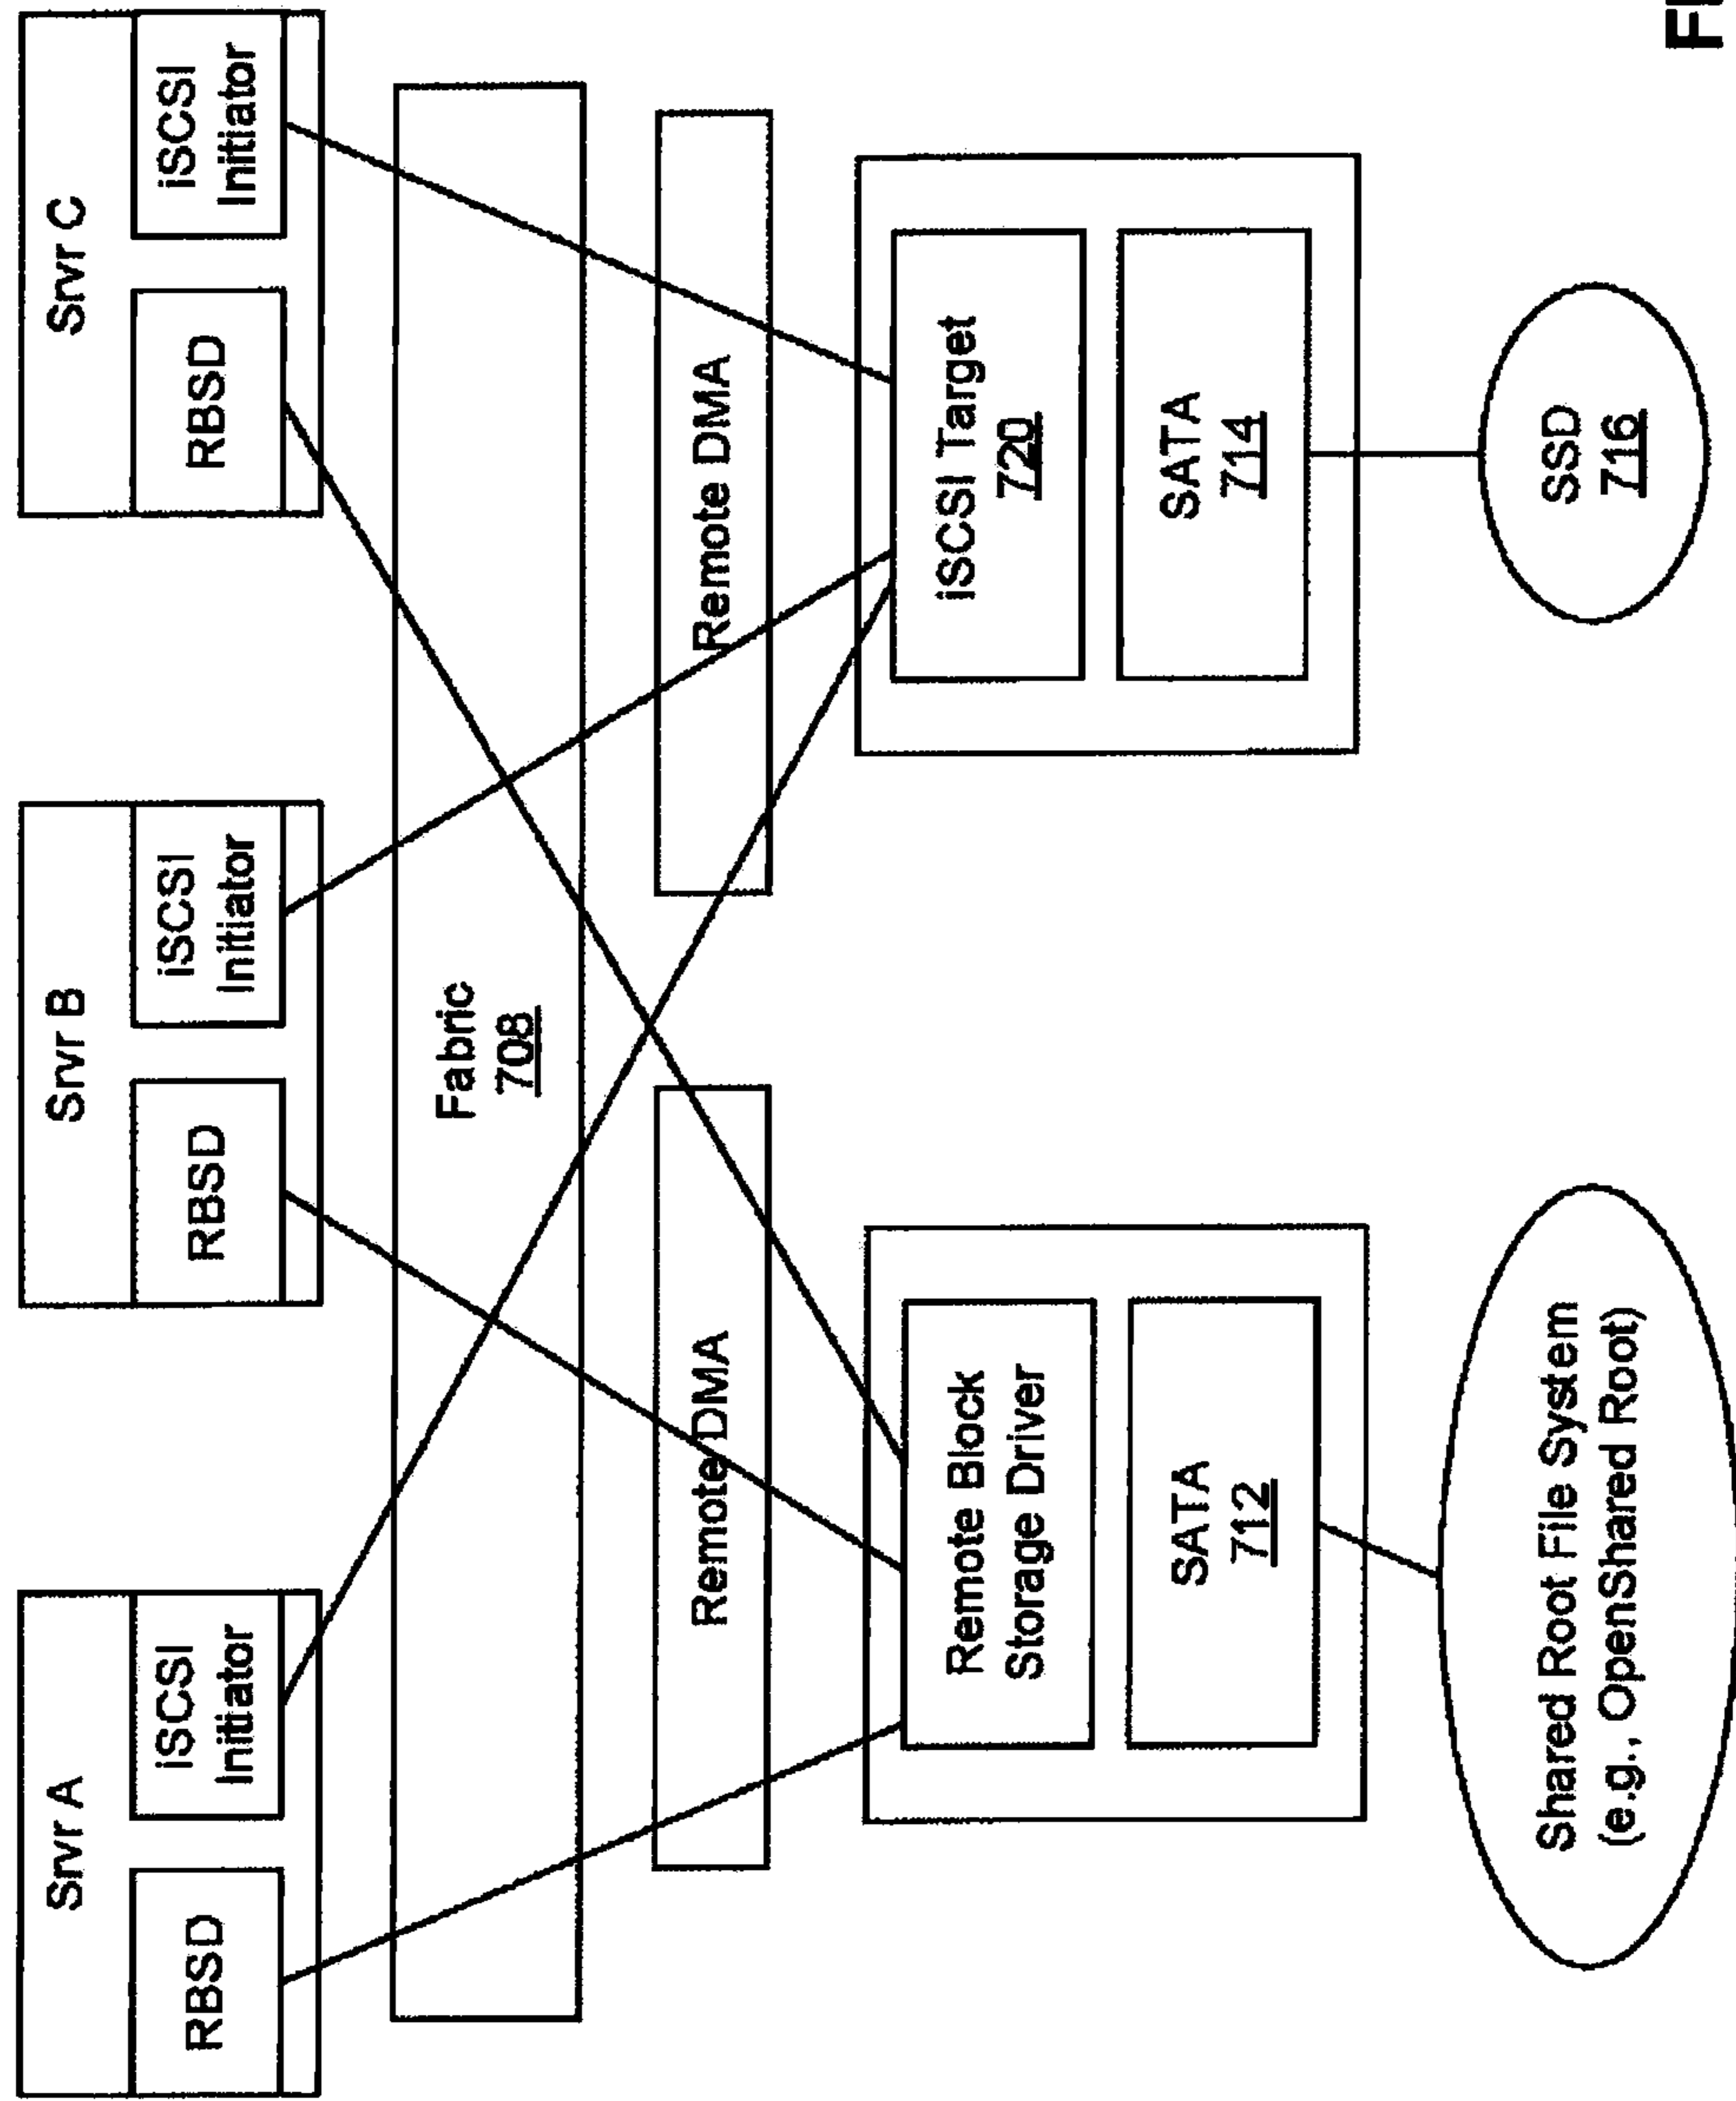 Srvr A
RBSD
iSCSI
Initiator
Srvr B
RBSD
iSCSI
Initiator
Srvr C
RBSD
iSCSI
Initiator
Fabric
708
Remote DMA
Remote DMA
Remote Block
Storage Driver
SATA
712
iSCSI Target
720
SATA
714
Shared Root File System
(e.g., OpenShared Root)
SSD
716